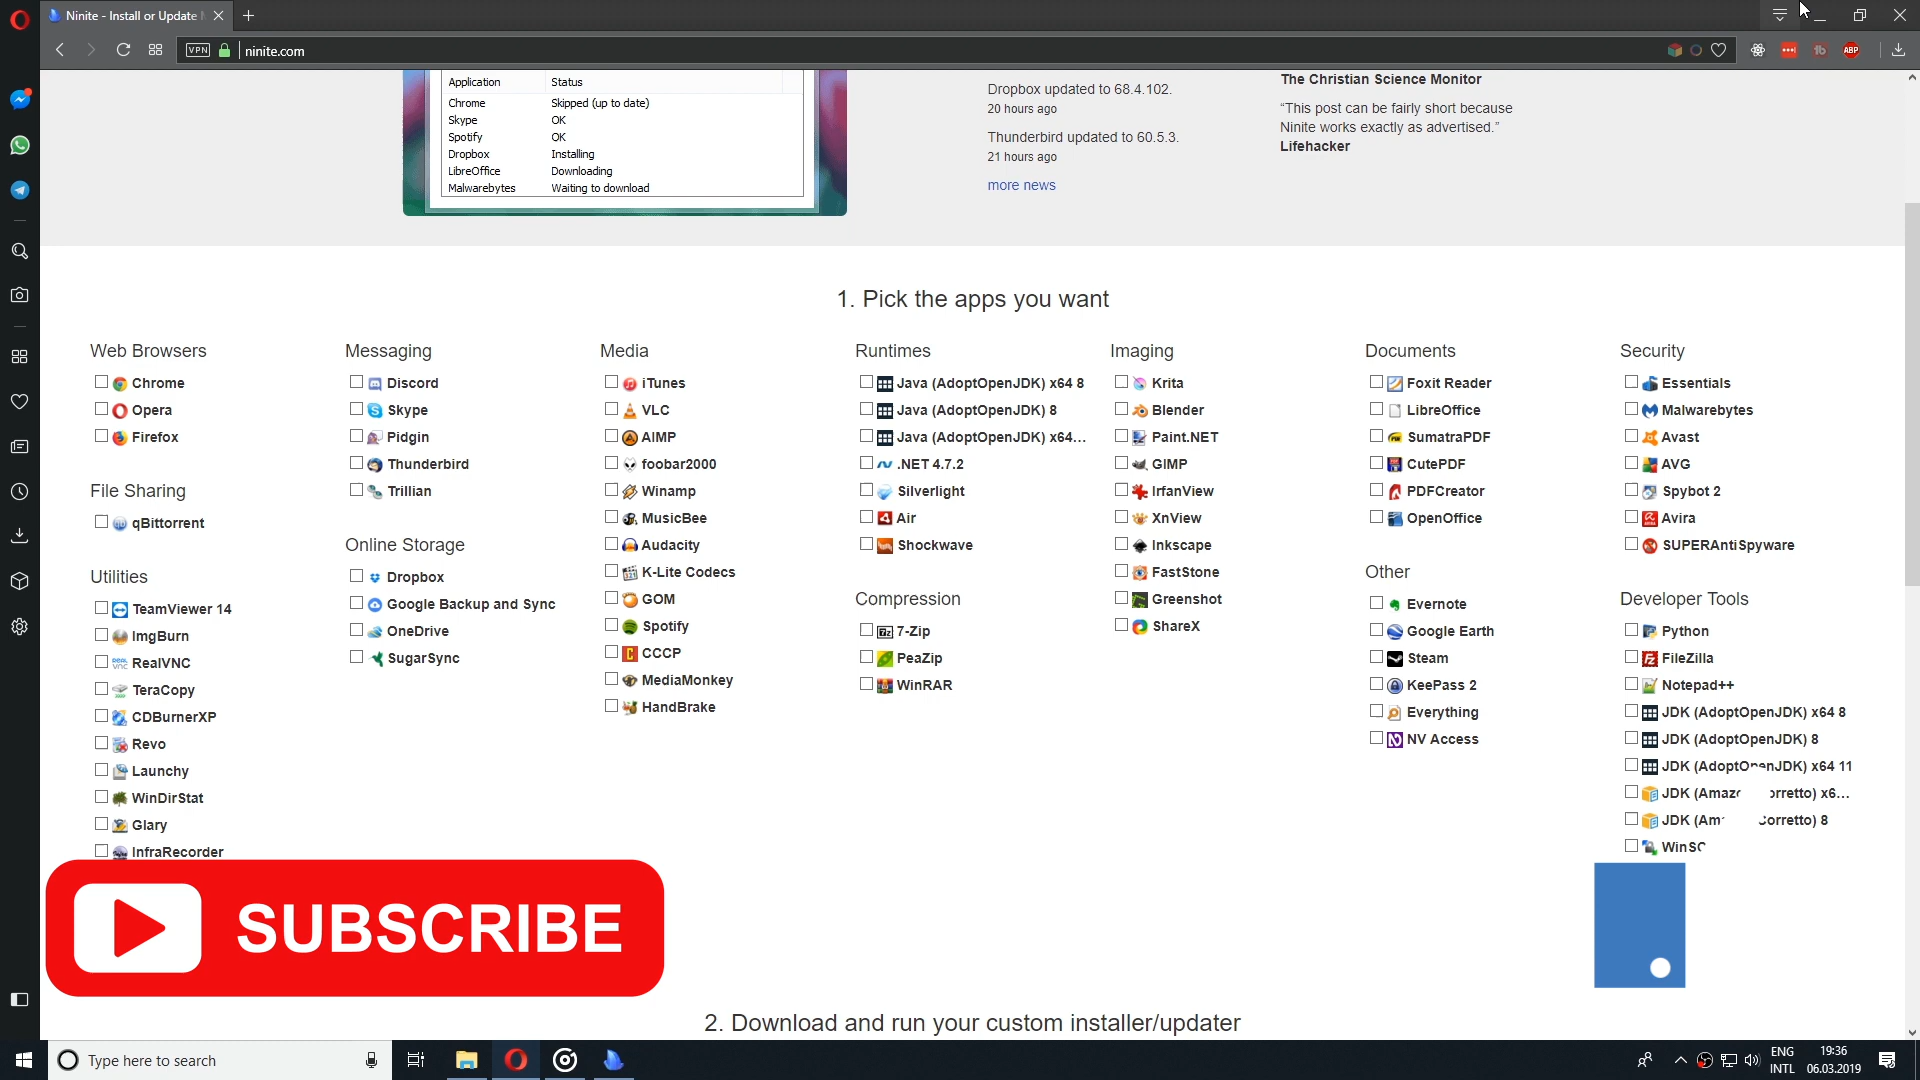 Ninite - Install or Update
VPN
ninite.com
ABP
Application Status
Chrome Skipped (up to date)
Skype OK
Spotify OK
Dropbox Installing
LibreOffice Downloading
Malwarebytes Waiting to download
Dropbox updated to 68.4.102.
20 hours ago
Thunderbird updated to 60.5.3.
21 hours ago
more news
The Christian Science Monitor
“This post can be fairly short because
Ninite works exactly as advertised.”
Lifehacker
1. Pick the apps you want
Web Browsers
Chrome
Opera
Firefox
File Sharing
qBittorrent
Utilities
TeamViewer 14
ImgBurn
RealVNC
TeraCopy
CDBurnerXP
Revo
Launchy
WinDirStat
Glary
InfraRecorder
Messaging
Discord
Skype
Pidgin
Thunderbird
Trillian
Online Storage
Dropbox
Google Backup and Sync
OneDrive
SugarSync
Media
iTunes
VLC
AIMP
foobar2000
Winamp
MusicBee
Audacity
K-Lite Codecs
GOM
Spotify
CCCP
MediaMonkey
HandBrake
Runtimes
Java (AdoptOpenJDK) x64 8
Java (AdoptOpenJDK) 8
Java (AdoptOpenJDK) x64...
.NET 4.7.2
Silverlight
Air
Shockwave
Compression
7-Zip
PeaZip
WinRAR
Imaging
Krita
Blender
Paint.NET
GIMP
IrfanView
XnView
Inkscape
FastStone
Greenshot
ShareX
Documents
Foxit Reader
LibreOffice
SumatraPDF
CutePDF
PDFCreator
OpenOffice
Other
Evernote
Google Earth
Steam
KeePass 2
Everything
NV Access
Security
Essentials
Malwarebytes
Avast
AVG
Spybot 2
Avira
SUPERAntiSpyware
Developer Tools
Python
FileZilla
Notepad++
JDK (AdoptOpenJDK) x64 8
JDK (AdoptOpenJDK) 8
JDK (AdoptOpenJDK) x64 11
JDK x6...
JDK 8
SUBSCRIBE
2. Download and run your custom installer/updater
Type here to search
ENG
INTL
19:36
06.03.2019